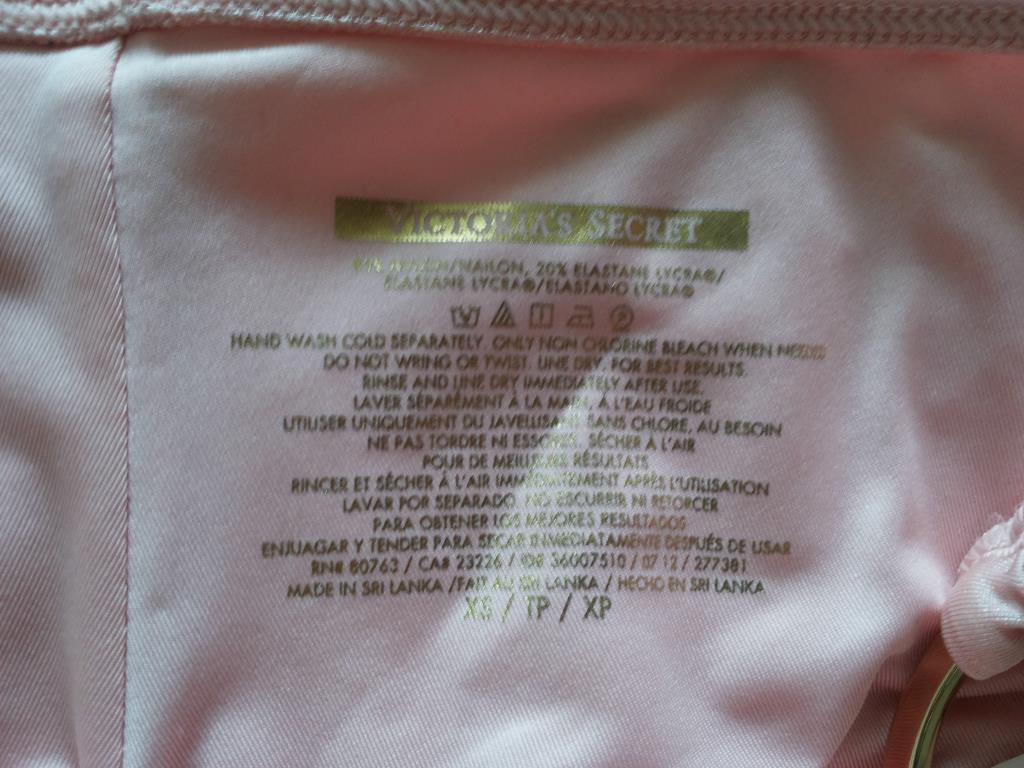 VICTORIA'S SECRET
NYLON/NAILON, 20% ELASTANE LYCRA®/
ELASTANE LYCRA®/ELASTANO LYCRA®
HAND WASH COLD SEPARATELY. ONLY NON CHLORINE BLEACH WHEN NEEDED
DO NOT WRING OR TWIST. LINE DRY. FOR BEST RESULTS.
RINSE AND LINE DRY IMMEDIATELY AFTER USE.
LAVER SÉPARÉMENT À LA MAIN, À L'EAU FROIDE
UTILISER UNIQUEMENT DU JAVELLISANT SANS CHLORE, AU BESOIN
NE PAS TORDRE NI ESSORER. SÉCHER À L'AIR
POUR DE MEILLEURS RÉSULTATS
RINCER ET SÉCHER À L'AIR IMMÉDIATEMENT APRÈS L'UTILISATION
LAVAR POR SEPARADO. NO ESCURRIR NI RETORCER
PARA OBTENER LOS MEJORES RESULTADOS
ENJUAGAR Y TENDER PARA SECAR INMEDIATAMENTE DESPUÉS DE USAR
RN# 80763 / CA# 23226 / ID# 36007510 / 07 12 / 277381
MADE IN SRI LANKA /FAIT AU SRI LANKA / HECHO EN SRI LANKA
XS / TP / XP